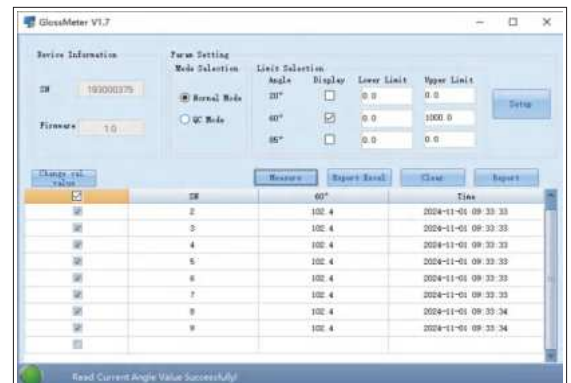 GlossMeter V1.7
Device Information
Param Setting
Mode Selection
Limit Selection
Angle Display Lower Limit Upper Limit
SN 193000375
Normal Mode
20° 0.0 0.0
Setup
QC Mode
60° 0.0 1000.0
Firmware 1.0
85° 0.0 0.0
Change cal. value
Measure Export Excel Clear Report
SN 60° Time
2 102.4 2024-11-01 09:33:33
3 102.4 2024-11-01 09:33:33
4 102.4 2024-11-01 09:33:33
5 102.4 2024-11-01 09:33:33
6 102.4 2024-11-01 09:33:33
7 102.4 2024-11-01 09:33:33
8 102.4 2024-11-01 09:33:34
9 102.4 2024-11-01 09:33:34
Read Current Angle Value Successfully!